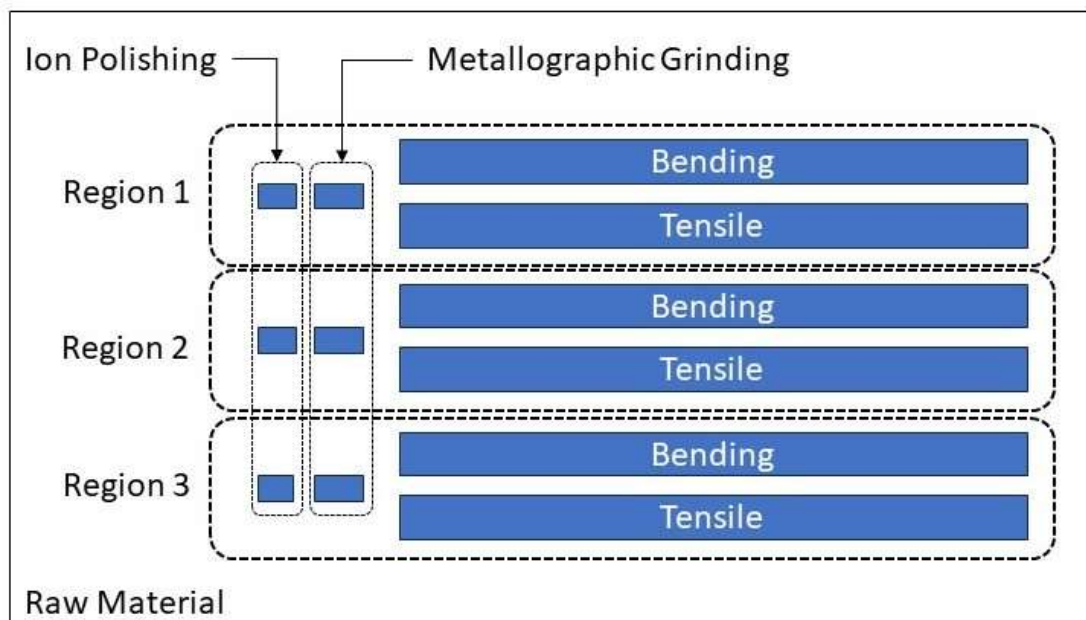 Ion Polishing
Metallographic Grinding
Region 1
Bending
Tensile
Region 2
Bending
Tensile
Region 3
Bending
Tensile
Raw Material